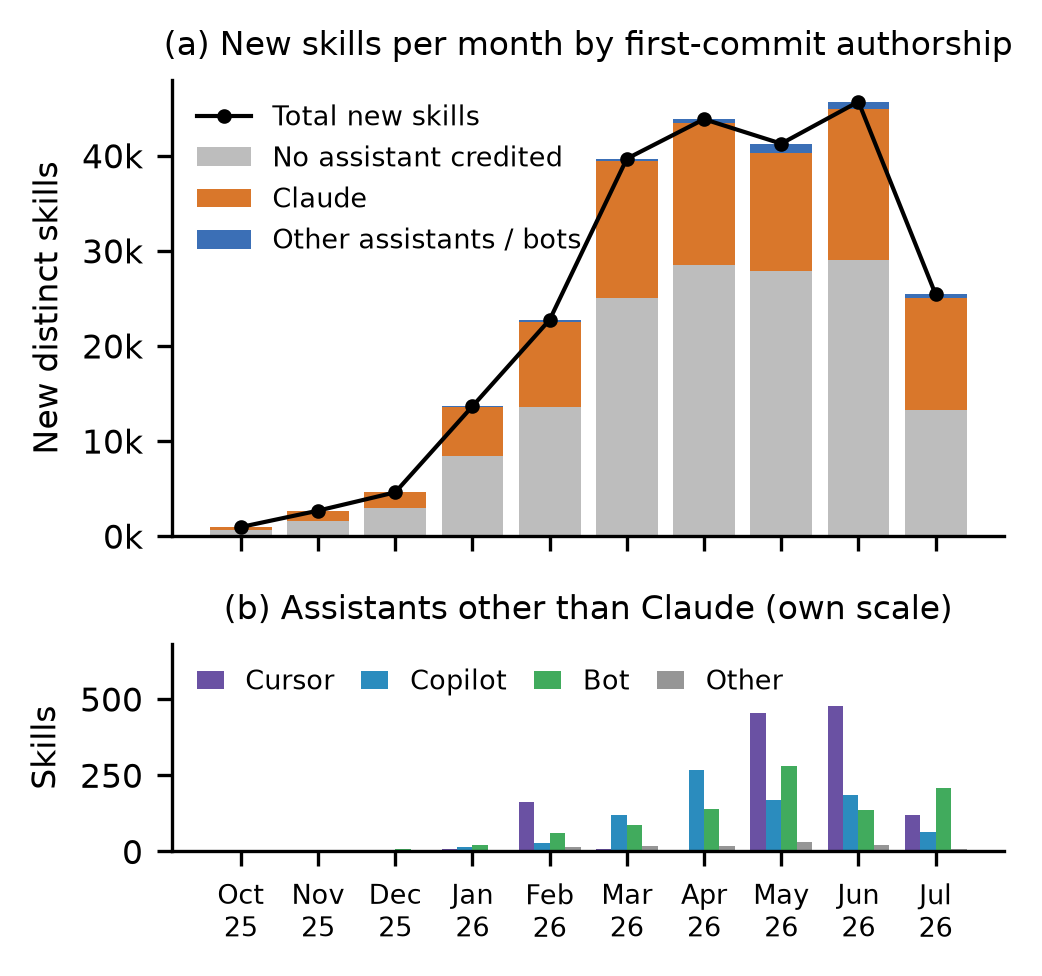 (a) New skills per month by first-commit authorship
Total new skills
No assistant credited
Claude
Other assistants / bots
New distinct skills
40k
30k
20k
10k
0k
(b) Assistants other than Claude (own scale)
Cursor Copilot Bot Other
Skills
500
250
0
Oct Nov Dec Jan Feb Mar Apr May Jun Jul
25 25 25 26 26 26 26 26 26 26